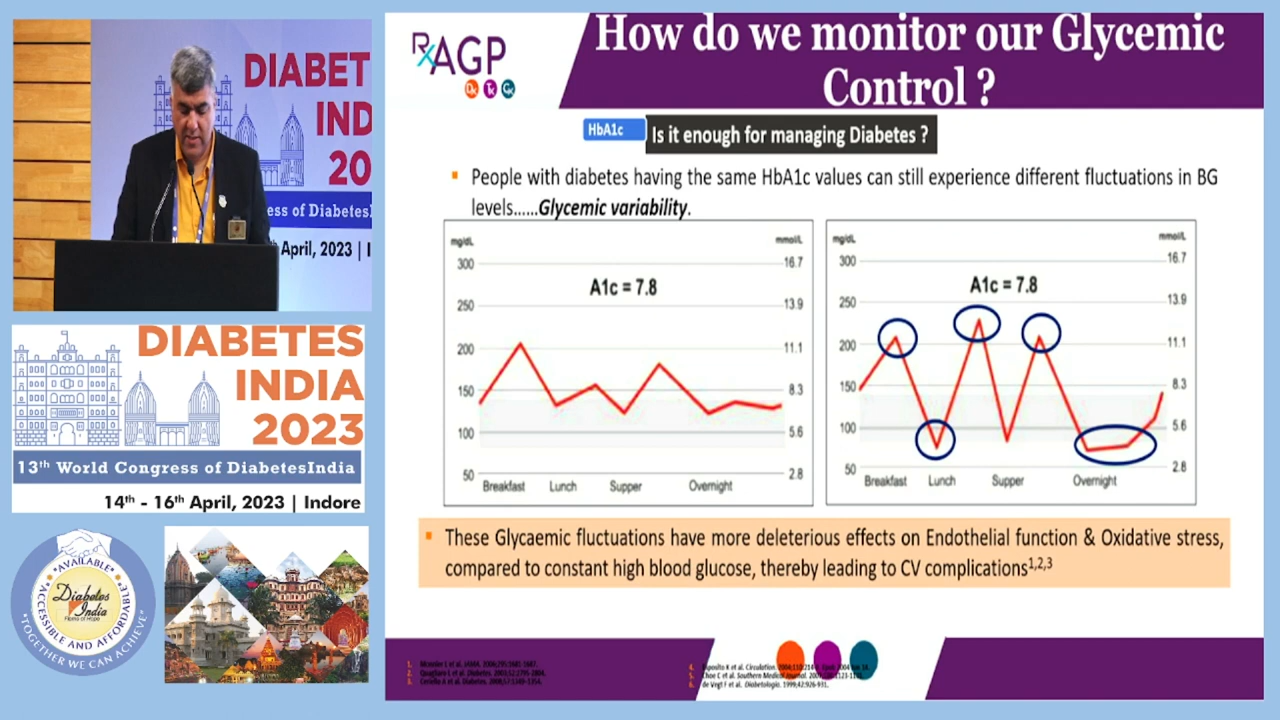 DIABET
IND
20
ess of DiabetesI
April, 2023 | I
DIABETES
INDIA
2023
13th World Congress of DiabetesIndia
14th - 16th April, 2023 | Indore
"AVAILABLE"
ACCESSIBLE AND AFFORDABLE
Diabetes
India
"TOGETHER WE CAN ACHIEVE"
Rx AGP
How do we monitor our Glycemic
Control ?
HbA1c
Is it enough for managing Diabetes ?
People with diabetes having the same HbA1c values can still experience different fluctuations in BG
levels......Glycemic variability.
mg/dL mmol/L
300 16.7
A1c = 7.8
250 13.9
200 11.1
150 8.3
100 5.6
50 2.8
Breakfast Lunch Supper Overnight
mg/dL mmol/L
300 16.7
A1c = 7.8
250 13.9
200 11.1
150 8.3
100 5.6
50 2.8
Breakfast Lunch Supper Overnight
These Glycaemic fluctuations have more deleterious effects on Endothelial function & Oxidative stress,
compared to constant high blood glucose, thereby leading to CV complications1,2,3